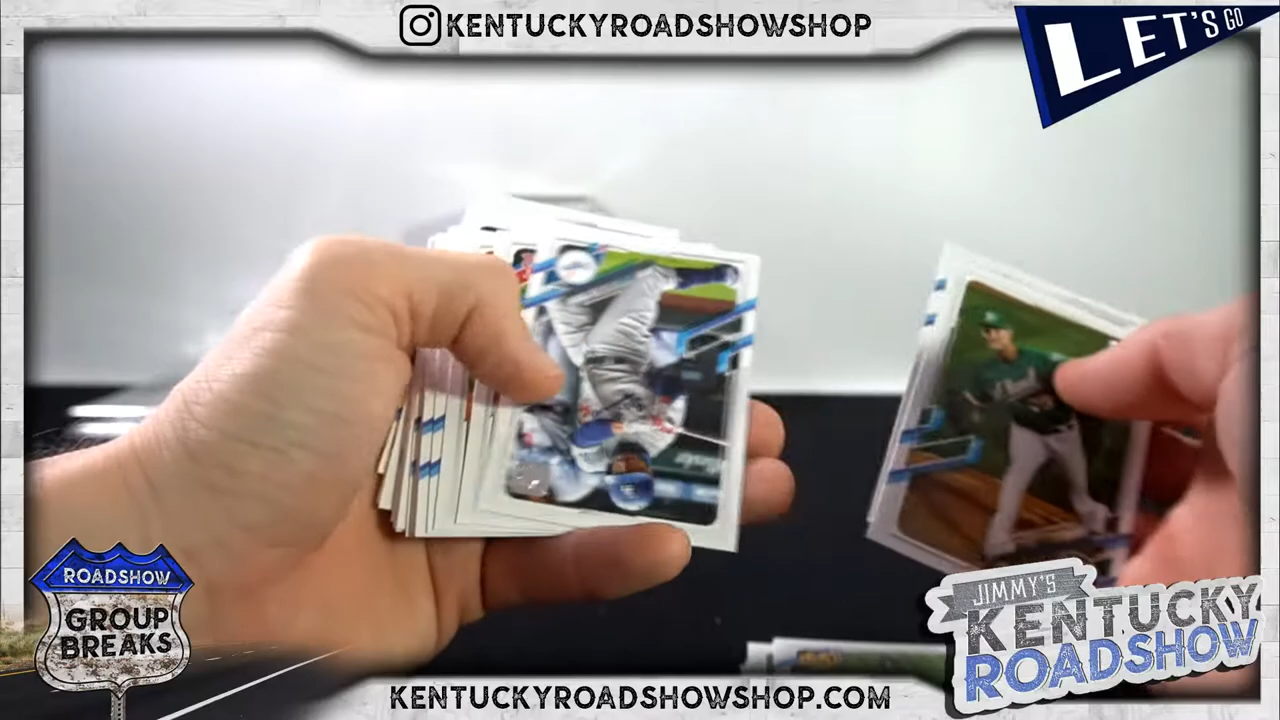 KENTUCKYROADSHOWSHOP
LET'S GO
ROADSHOW
GROUP
BREAKS
JIMMY'S
KENTUCKY
ROADSHOW
KENTUCKYROADSHOWSHOP.COM